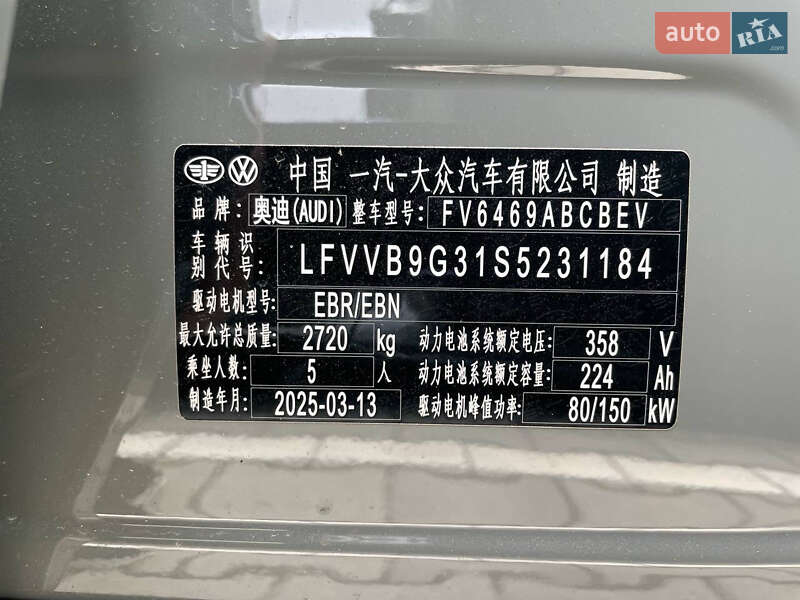 auto RIA.com
中国 一汽-大众汽车有限公司 制造
品牌: 奥迪(AUDI) 整车型号: FV6469ABCBEV
车辆识别代号: LFVVB9G31S5231184
驱动电机型号: EBR/EBN
最大允许总质量: 2720 kg 动力电池系统额定电压: 358 V
乘坐人数: 5 人 动力电池系统额定容量: 224 Ah
制造年月: 2025-03-13 驱动电机峰值功率: 80/150 kW